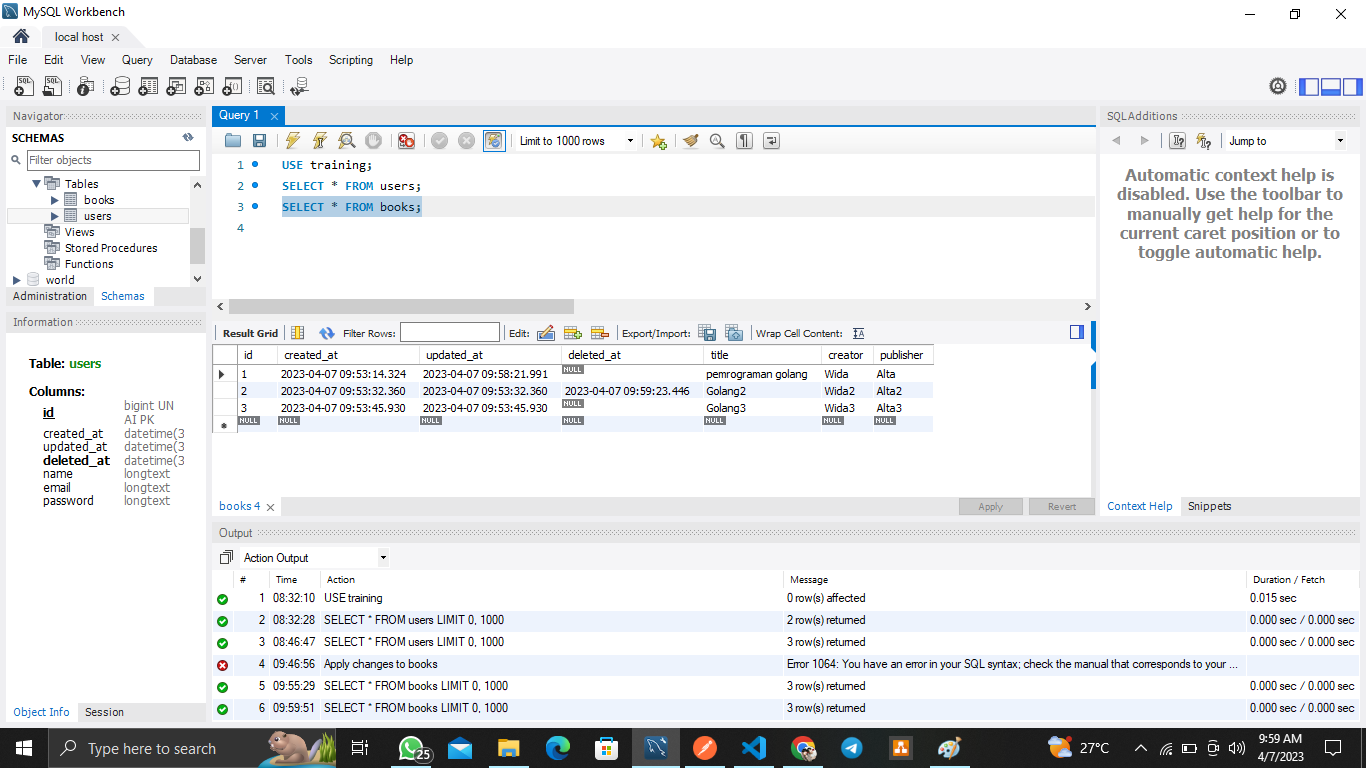 MySQL Workbench
local host
File Edit View Query Database Server Tools Scripting Help
Navigator
SCHEMAS
Filter objects
Tables
books
users
Views
Stored Procedures
Functions
world
Administration Schemas
Information
Table: users
Columns:
id bigint UN
AI PK
created_at datetime(3
updated_at datetime(3
deleted_at datetime(3
name longtext
email longtext
password longtext
Object Info Session
Query 1
Limit to 1000 rows
1 USE training;
2 SELECT * FROM users;
3 SELECT * FROM books;
4
Result Grid Filter Rows: Edit: Export/Import: Wrap Cell Content:
id created_at updated_at deleted_at title creator publisher
1 2023-04-07 09:53:14.324 2023-04-07 09:58:21.991 NULL pemrograman golang Wida Alta
2 2023-04-07 09:53:32.360 2023-04-07 09:53:32.360 2023-04-07 09:59:23.446 Golang2 Wida2 Alta2
3 2023-04-07 09:53:45.930 2023-04-07 09:53:45.930 NULL Golang3 Wida3 Alta3
NULL NULL NULL NULL NULL NULL NULL
books 4 Apply Revert
SQLAdditions
Jump to
Automatic context help is
disabled. Use the toolbar to
manually get help for the
current caret position or to
toggle automatic help.
Context Help Snippets
Output
Action Output
# Time Action Message Duration / Fetch
1 08:32:10 USE training 0 row(s) affected 0.015 sec
2 08:32:28 SELECT * FROM users LIMIT 0, 1000 2 row(s) returned 0.000 sec / 0.000 sec
3 08:46:47 SELECT * FROM users LIMIT 0, 1000 3 row(s) returned 0.000 sec / 0.000 sec
4 09:46:56 Apply changes to books Error 1064: You have an error in your SQL syntax; check the manual that corresponds to your ...
5 09:55:29 SELECT * FROM books LIMIT 0, 1000 3 row(s) returned 0.000 sec / 0.000 sec
6 09:59:51 SELECT * FROM books LIMIT 0, 1000 3 row(s) returned 0.000 sec / 0.000 sec
Type here to search
25
27°C
9:59 AM
4/7/2023